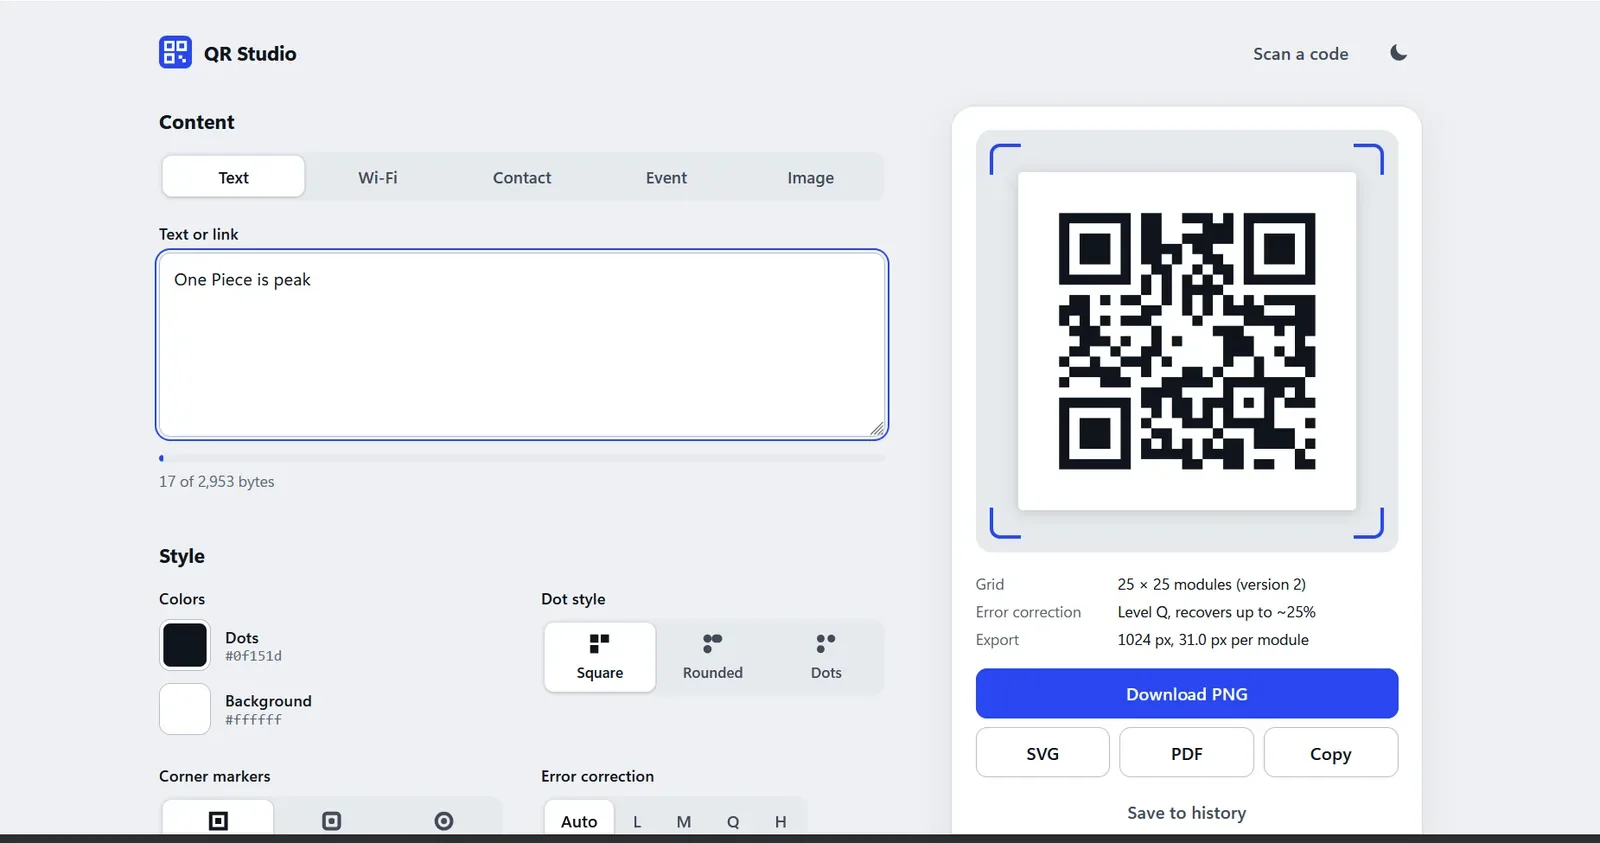 QR Studio
Scan a code
Content
Text
Wi-Fi
Contact
Event
Image
Text or link
One Piece is peak
17 of 2,953 bytes
Style
Colors
Dots
#0f151d
Background
#ffffff
Dot style
Square
Rounded
Dots
Corner markers
Error correction
Auto
L
M
Q
H
Grid
25 × 25 modules (version 2)
Error correction
Level Q, recovers up to ~25%
Export
1024 px, 31.0 px per module
Download PNG
SVG
PDF
Copy
Save to history